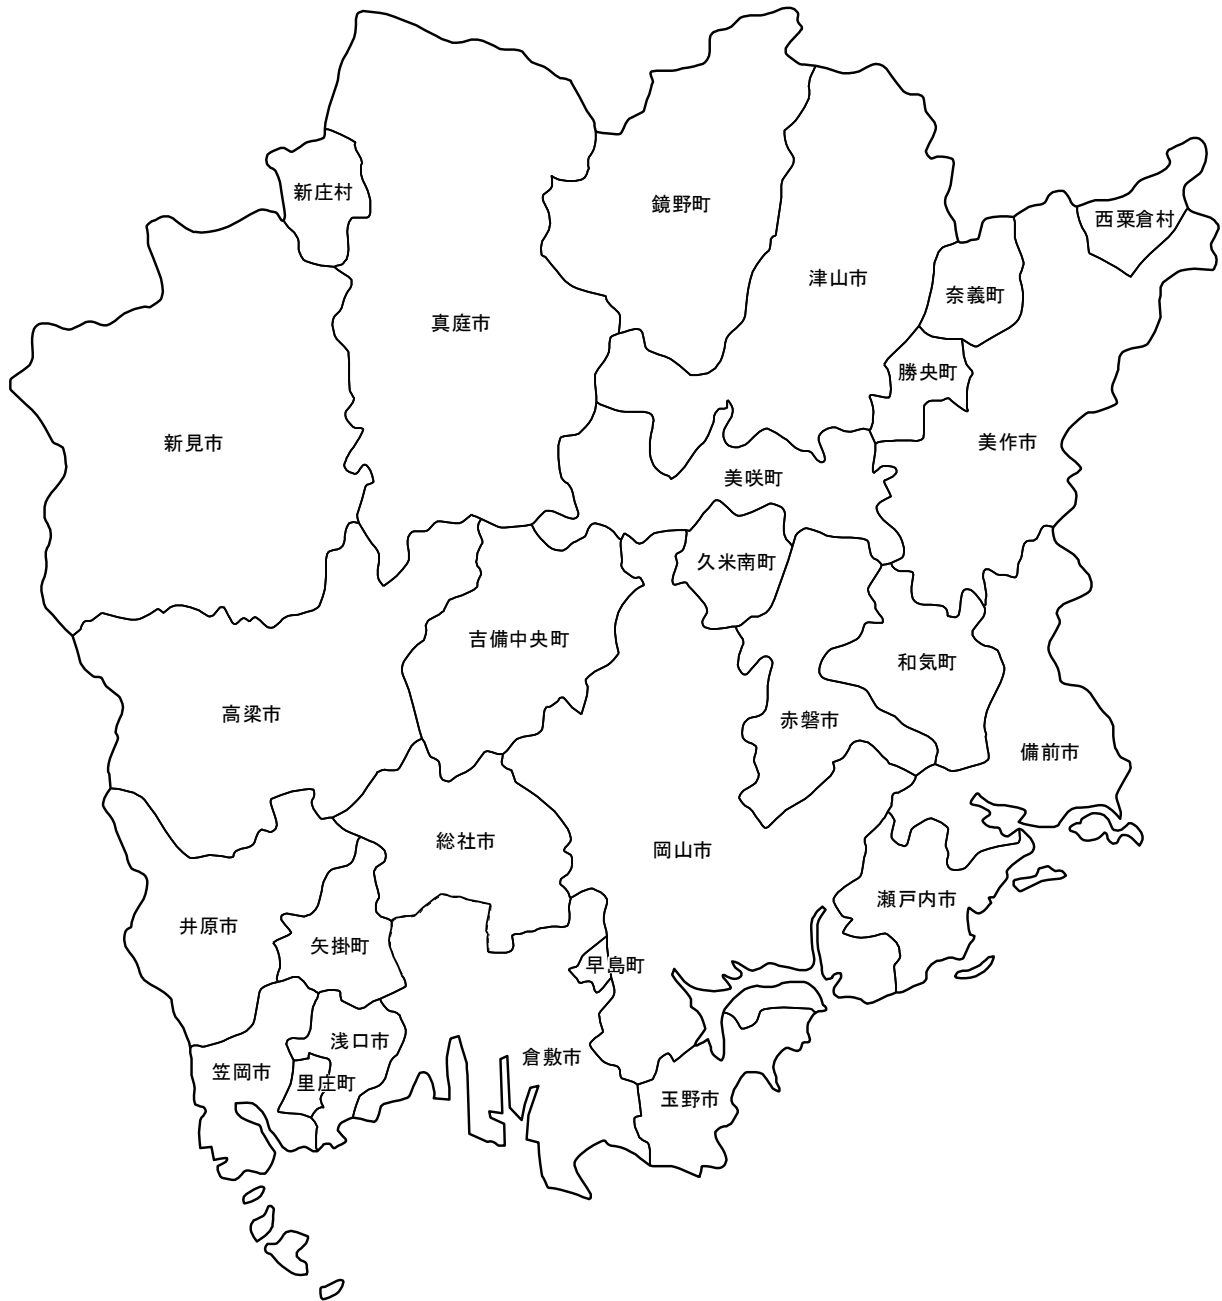 新庄村
鏡野町
西粟倉村
津山市
奈義町
真庭市
勝央町
新見市
美作市
美咲町
久米南町
吉備中央町
和気町
高梁市
赤磐市
備前市
総社市
岡山市
瀬戸内市
井原市
矢掛町
早島町
浅口市
倉敷市
笠岡市
里庄町
玉野市